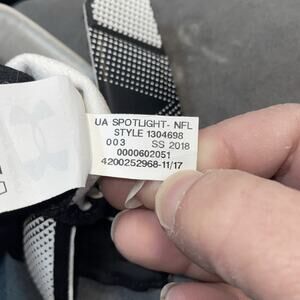 UA SPOTLIGHT- NFL
STYLE 1304698
003 SS 2018
0000602051
4200252968-11/17